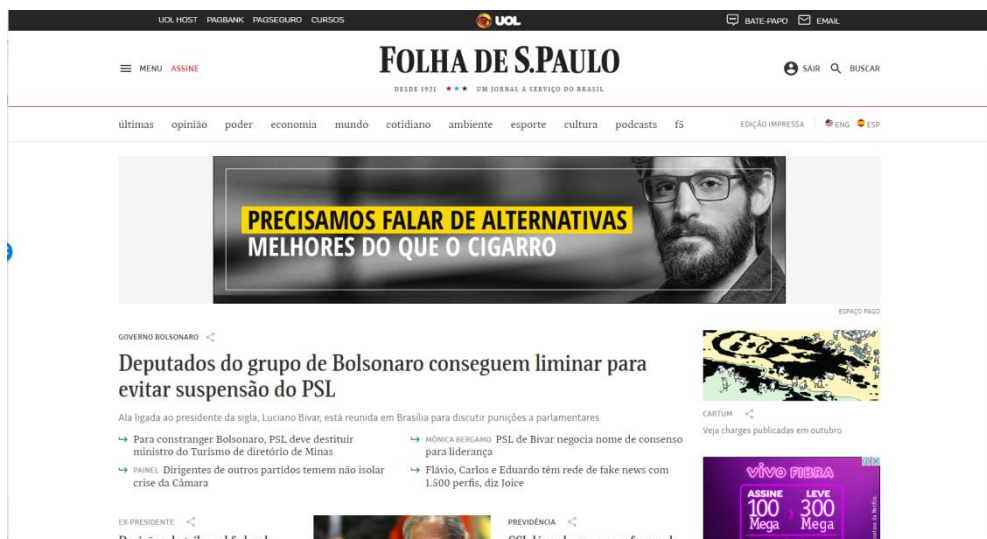 UOL HOST PAGBANK PAGSEGURO CURSOS UOL BATE-PAPO EMAIL
MENU ASSINE FOLHA DE S.PAULO SAIR BUSCAR
DESDE 1921 ★★★ UM JORNAL A SERVIÇO DO BRASIL
últimas opinião poder economia mundo cotidiano ambiente esporte cultura podcasts f5 EDIÇÃO IMPRESSA ENG ESP
PRECISAMOS FALAR DE ALTERNATIVAS
MELHORES DO QUE O CIGARRO
ESPAÇO PAGO
GOVERNO BOLSONARO
Deputados do grupo de Bolsonaro conseguem liminar para
evitar suspensão do PSL
Ala ligada ao presidente da sigla, Luciano Bivar, está reunida em Brasília para discutir punições a parlamentares
Para constranger Bolsonaro, PSL deve destituir
ministro do Turismo de diretório de Minas
PAINEL Dirigentes de outros partidos temem não isolar
crise da Câmara
MÔNICA BERGAMO PSL de Bivar negocia nome de consenso
para liderança
Flávio, Carlos e Eduardo têm rede de fake news com
1.500 perfis, diz Joice
CARTUM
Veja charges publicadas em outubro
vivo FIBRA
ASSINE LEVE
100 300
Mega Mega
EX-PRESIDENTE
PREVIDÊNCIA